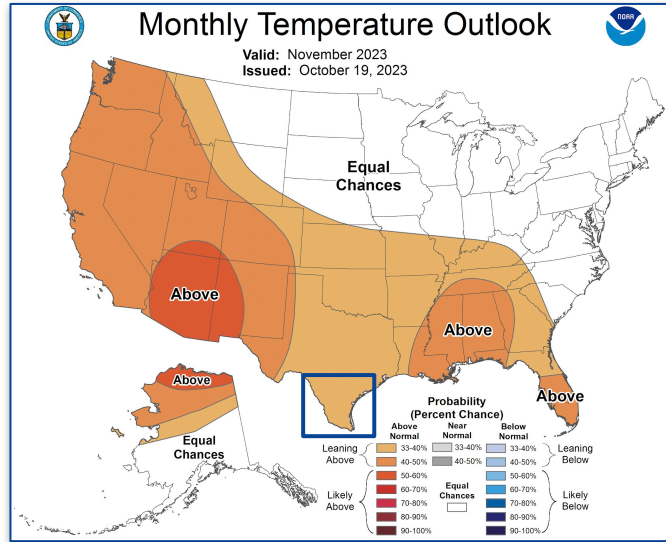 Monthly Temperature Outlook
NOAA
Valid: November 2023
Issued: October 19, 2023
Equal
Chances
Above
Above
Above
Above
Equal
Chances
Probability
(Percent Chance)
Above
Normal
Near
Normal
Below
Normal
Leaning
Above
33-40%
33-40%
33-40%
Leaning
Below
40-50%
40-50%
40-50%
Likely
Above
50-60%
Equal
Chances
50-60%
Likely
Below
60-70%
60-70%
70-80%
70-80%
80-90%
80-90%
90-100%
90-100%